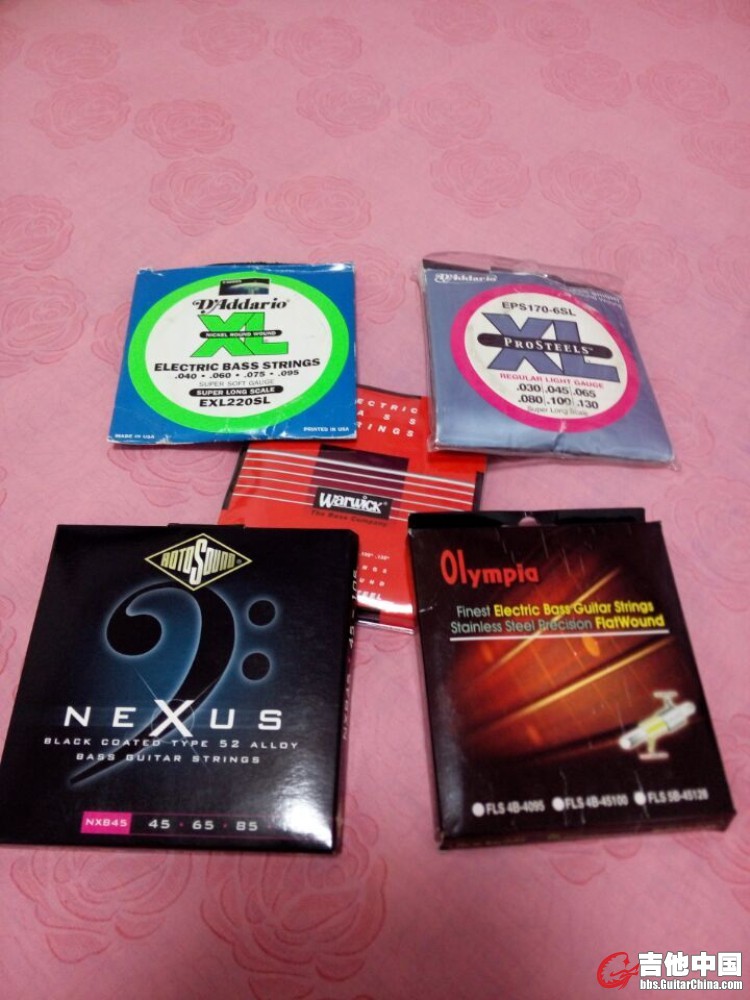 D'Addario
XL
NICKEL ROUND WOUND
ELECTRIC BASS STRINGS
.040 • .060 • .075 • .095
SUPER SOFT GAUGE
SUPER LONG SCALE
EXL220SL
MADE IN USA
PRINTED IN USA
D'Addario
EPS170-6SL
XL
PROSTEELS
REGULAR LIGHT GAUGE
.030 .045 .065
.080 .100 .130
Super Long Scale
Warwick
The Bass Company
ROTOSOUND
NEXUS
BLACK COATED TYPE 52 ALLOY
BASS GUITAR STRINGS
NXB45 45 • 65 • 85
Olympia
Finest Electric Bass Guitar Strings
Stainless Steel Precision FlatWound
FLS 4B-4095 FLS 4B-45100 FLS 5B-45128
吉他中国
bbs.GuitarChina.com